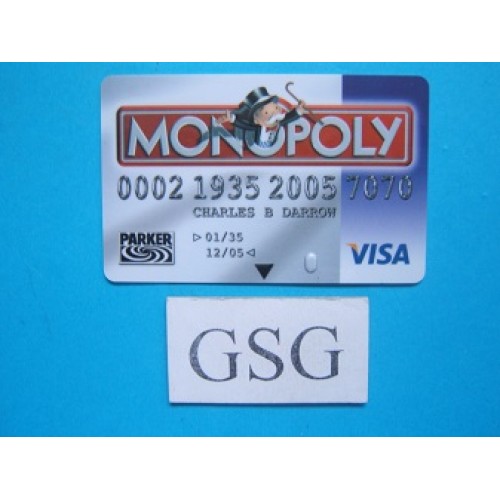 MONOPOLY
0002 1935 2005 7070
CHARLES B DARROW
PARKER
▷01/35
12/05◁
VISA
GSG